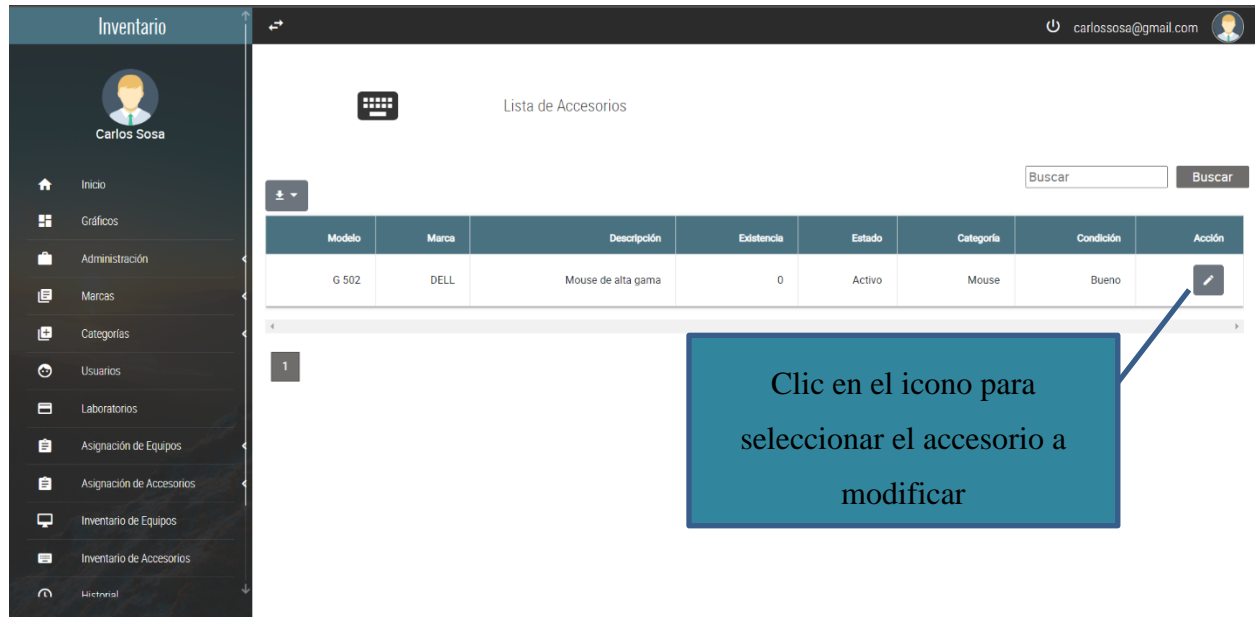 Inventario
carlossosa@gmail.com
Carlos Sosa
Inicio
Gráficos
Administración
Marcas
Categorías
Usuarios
Laboratorios
Asignación de Equipos
Asignación de Accesorios
Inventario de Equipos
Inventario de Accesorios
Historial
Lista de Accesorios
Buscar Buscar
Modelo Marca Descripción Existencia Estado Categoría Condición Acción
G 502 DELL Mouse de alta gama 0 Activo Mouse Bueno
1
Clic en el icono para
seleccionar el accesorio a
modificar